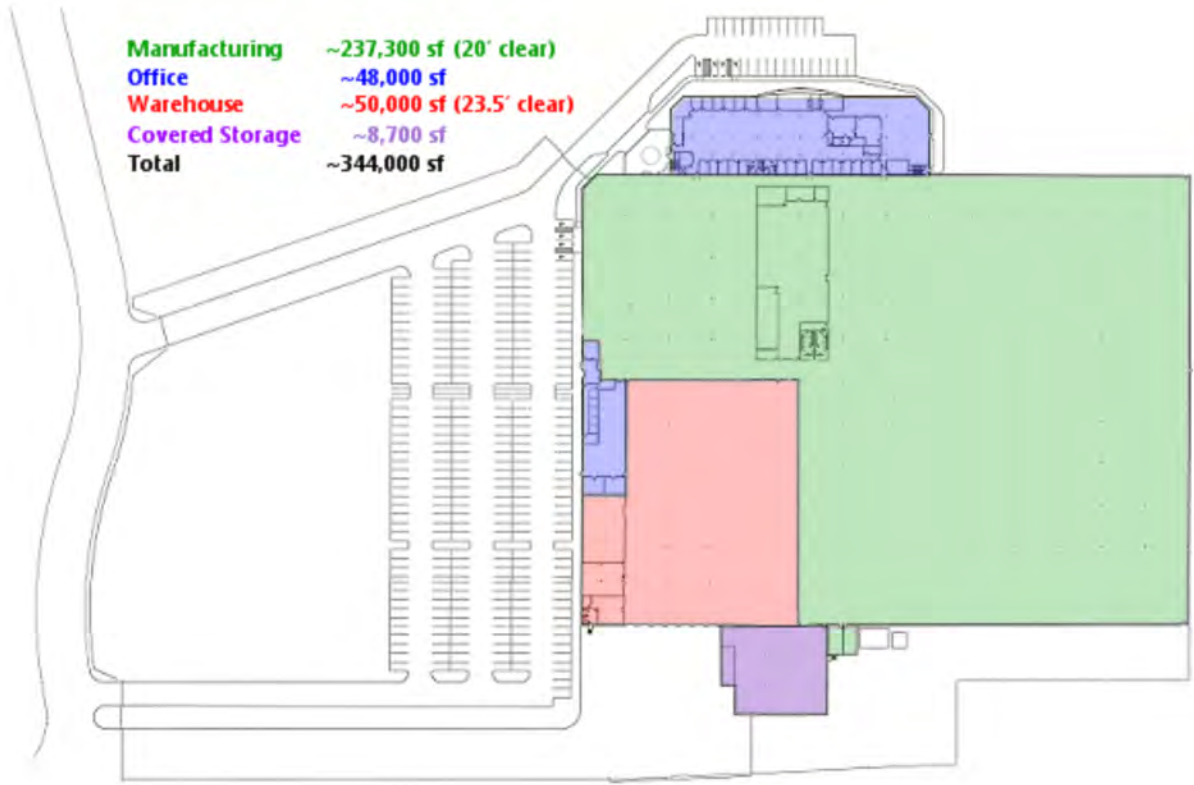 Manufacturing ~237,300 sf (20' clear)
Office ~48,000 sf
Warehouse ~50,000 sf (23.5' clear)
Covered Storage ~8,700 sf
Total ~344,000 sf